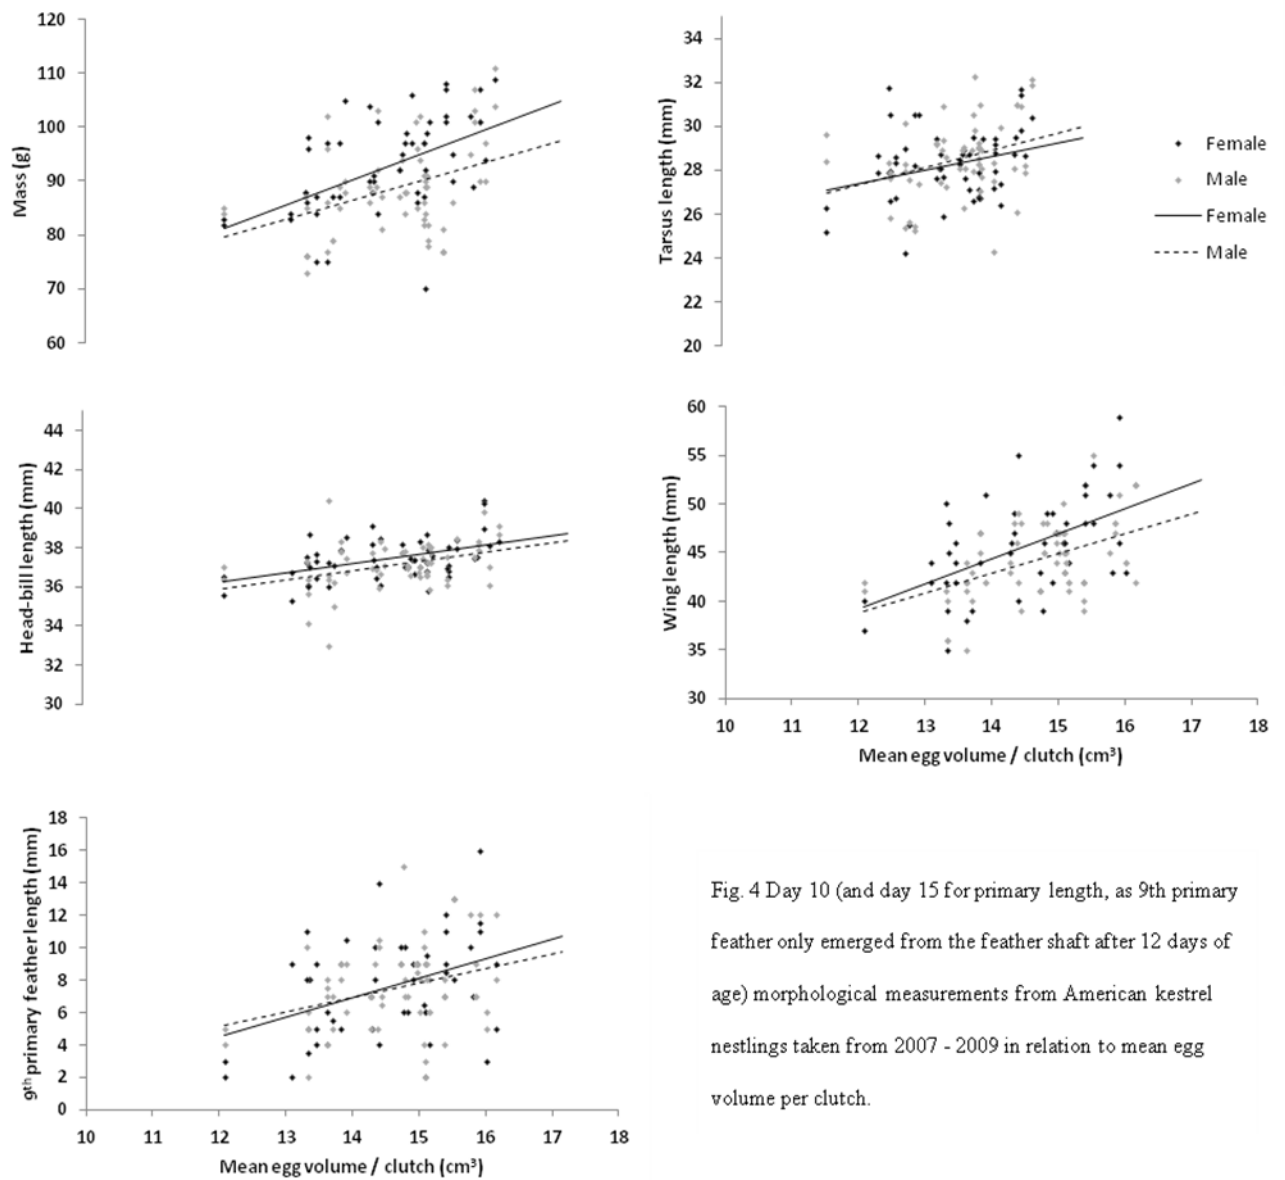 120
110
100
90
80
70
60
Mass (g)
34
32
30
28
26
24
22
20
Tarsus length (mm)
Female
Male
Female
Male
44
42
40
38
36
34
32
30
Head-bill length (mm)
60
55
50
45
40
35
30
Wing length (mm)
10 11 12 13 14 15 16 17 18
Mean egg volume / clutch (cm³)
18
16
14
12
10
8
6
4
2
0
9th primary feather length (mm)
10 11 12 13 14 15 16 17 18
Mean egg volume / clutch (cm³)
Fig. 4 Day 10 (and day 15 for primary length, as 9th primary
feather only emerged from the feather shaft after 12 days of
age) morphological measurements from American kestrel
nestlings taken from 2007 - 2009 in relation to mean egg
volume per clutch.